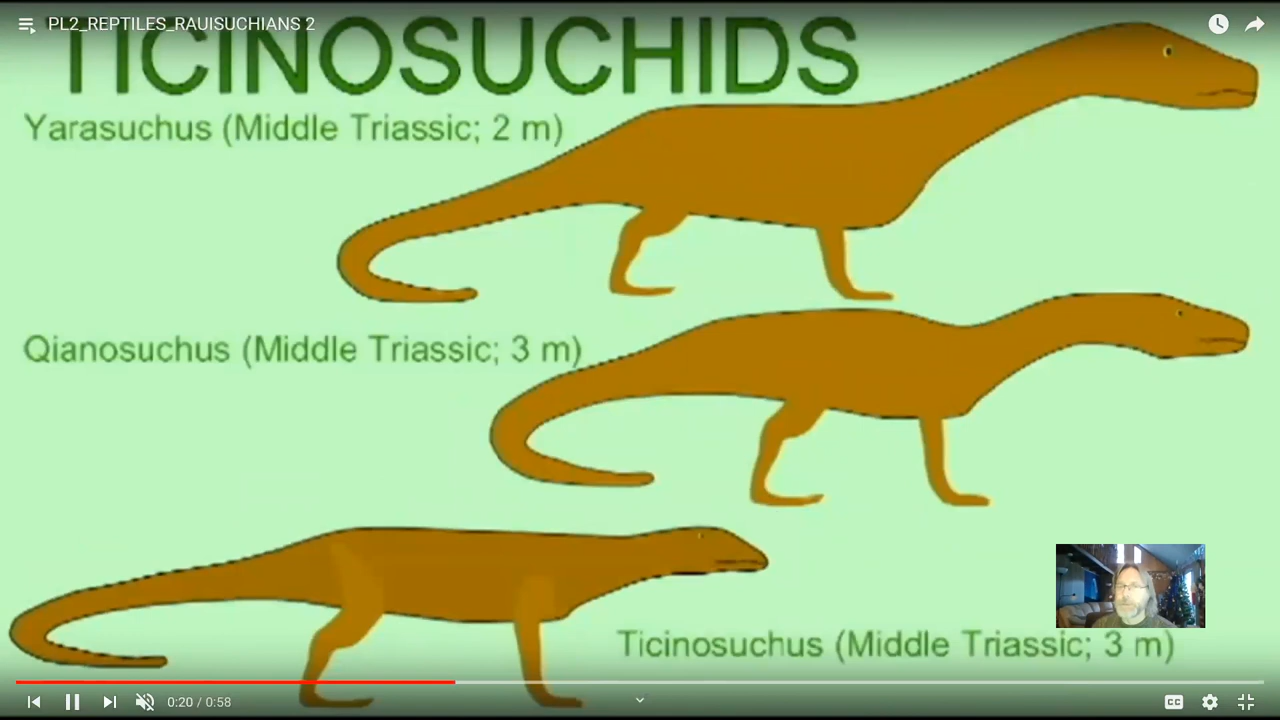 PL2_REPTILES_RAUISUCHIANS 2
TICINOSUCHIDS
Yarasuchus (Middle Triassic; 2 m)
Qianosuchus (Middle Triassic; 3 m)
Ticinosuchus (Middle Triassic; 3 m)
0:20 / 0:58
CC